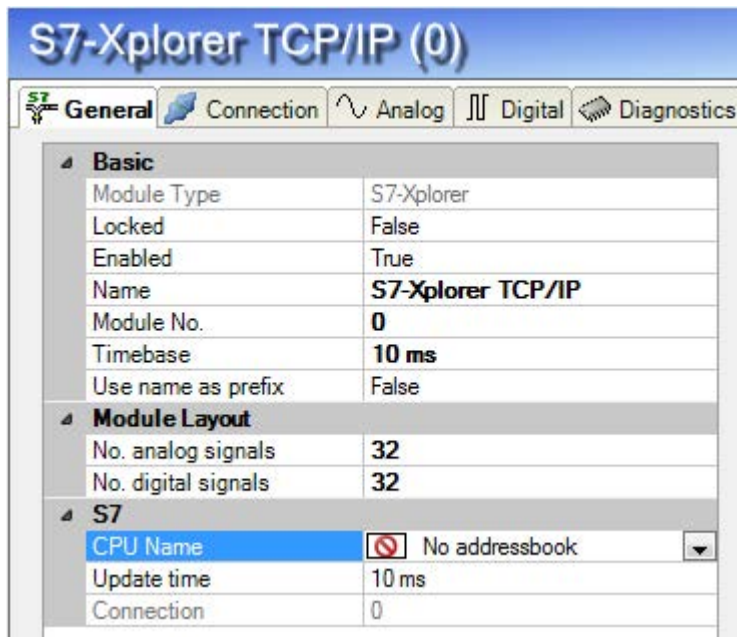 S7-Xplorer TCP/IP (0)
S7 General Connection Analog Digital Diagnostics
Basic
Module Type S7-Xplorer
Locked False
Enabled True
Name S7-Xplorer TCP/IP
Module No. 0
Timebase 10 ms
Use name as prefix False
Module Layout
No. analog signals 32
No. digital signals 32
S7
CPU Name No addressbook
Update time 10 ms
Connection 0